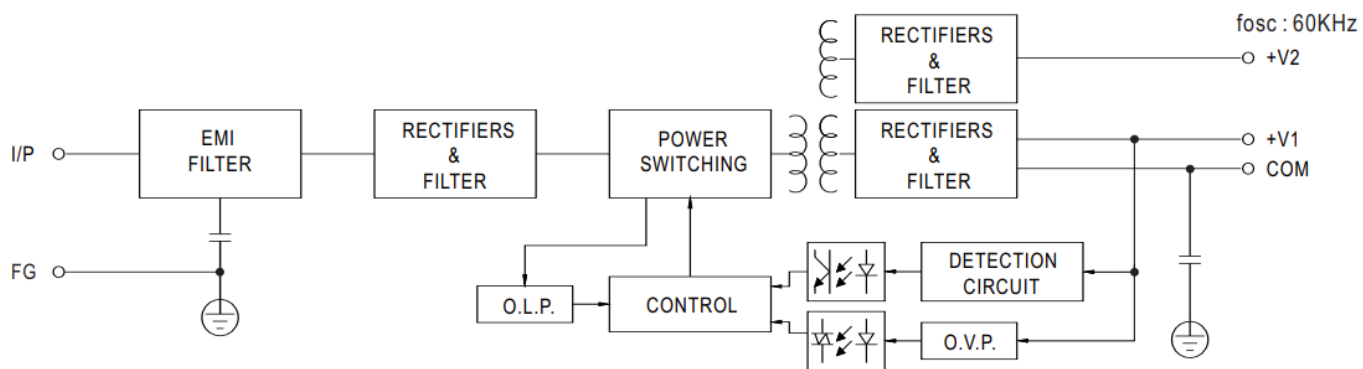 fosc : 60KHz
RECTIFIERS
&
FILTER
+V2
I/P
EMI
FILTER
RECTIFIERS
&
FILTER
POWER
SWITCHING
RECTIFIERS
&
FILTER
+V1
COM
FG
O.L.P.
CONTROL
DETECTION
CIRCUIT
O.V.P.